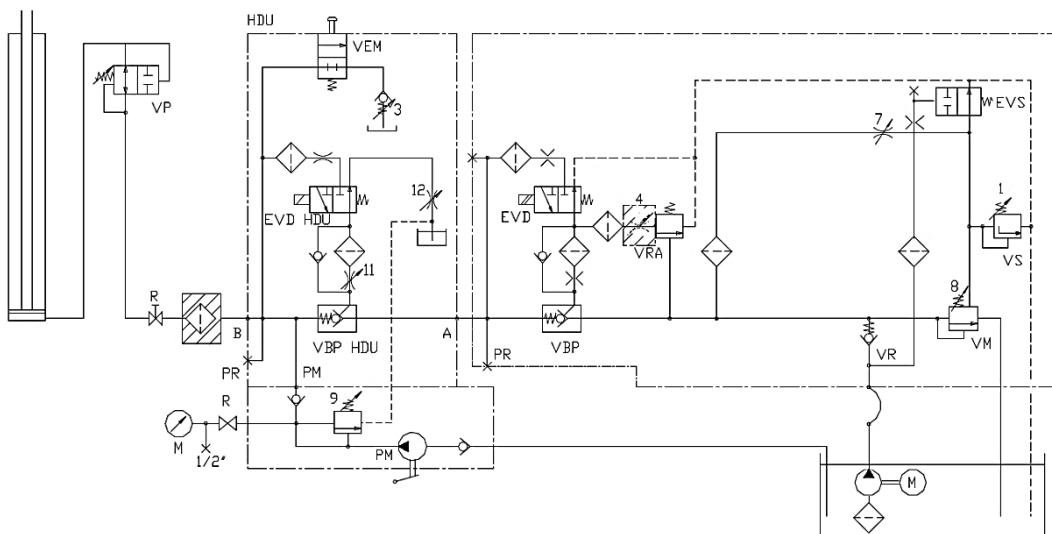 HDU
VEM
3
VP
7
EVS
EVD HDU
12
EVD
4
VRA
1
VS
11
8
R
B
VBP HDU
A
VBP
VM
PR
PM
PR
VR
R
9
M
1/2"
PM
M